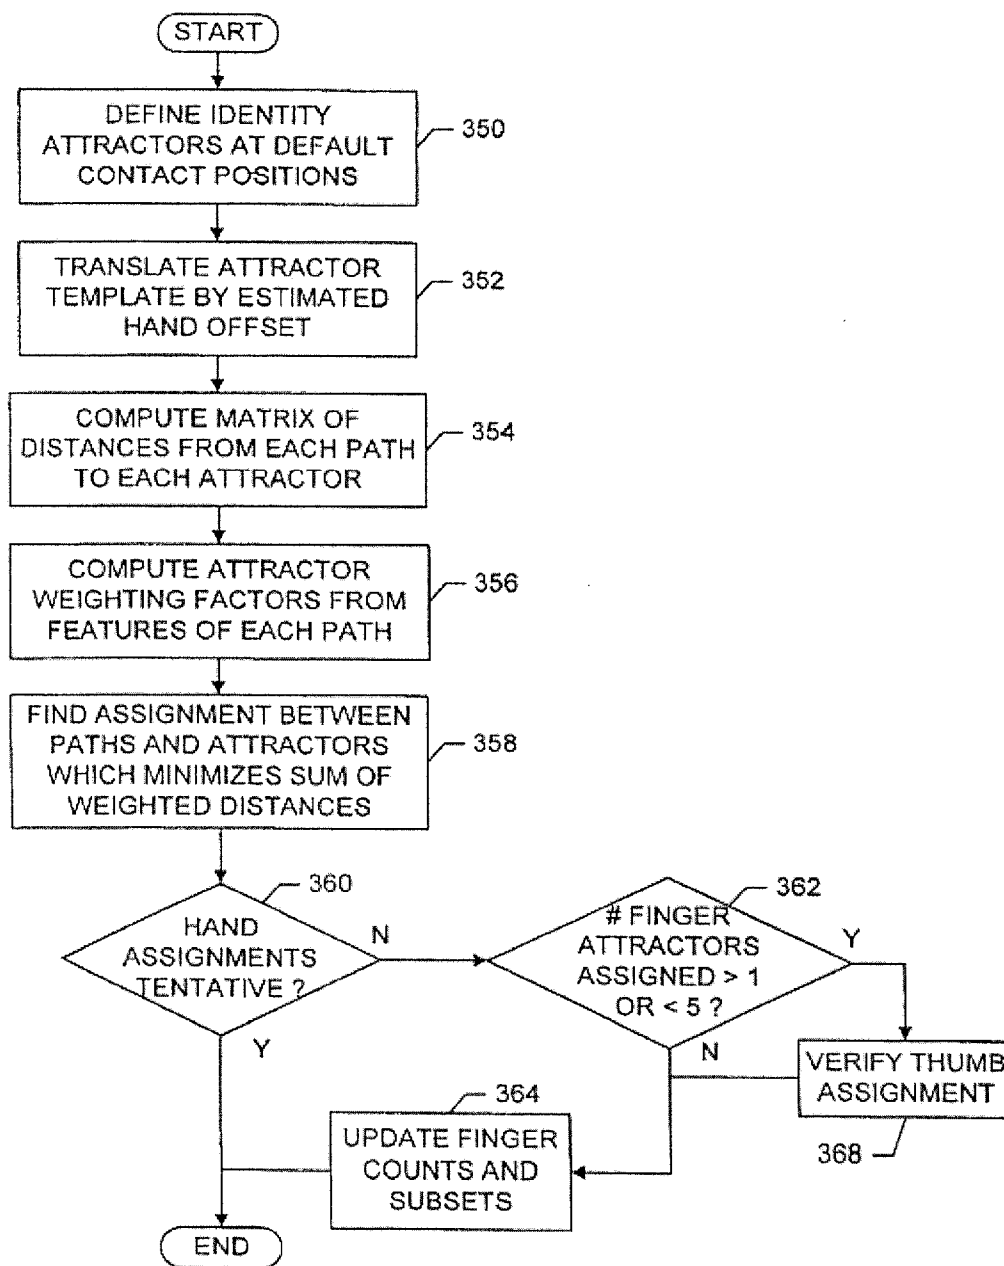 START
DEFINE IDENTITY
ATTRACTORS AT DEFAULT
CONTACT POSITIONS
350
TRANSLATE ATTRACTOR
TEMPLATE BY ESTIMATED
HAND OFFSET
352
COMPUTE MATRIX OF
DISTANCES FROM EACH PATH
TO EACH ATTRACTOR
354
COMPUTE ATTRACTOR
WEIGHTING FACTORS FROM
FEATURES OF EACH PATH
356
FIND ASSIGNMENT BETWEEN
PATHS AND ATTRACTORS
WHICH MINIMIZES SUM OF
WEIGHTED DISTANCES
358
360
HAND
ASSIGNMENTS
TENTATIVE ?
N
Y
362
# FINGER
ATTRACTORS
ASSIGNED > 1
OR < 5 ?
Y
N
VERIFY THUMB
ASSIGNMENT
368
364
UPDATE FINGER
COUNTS AND
SUBSETS
END